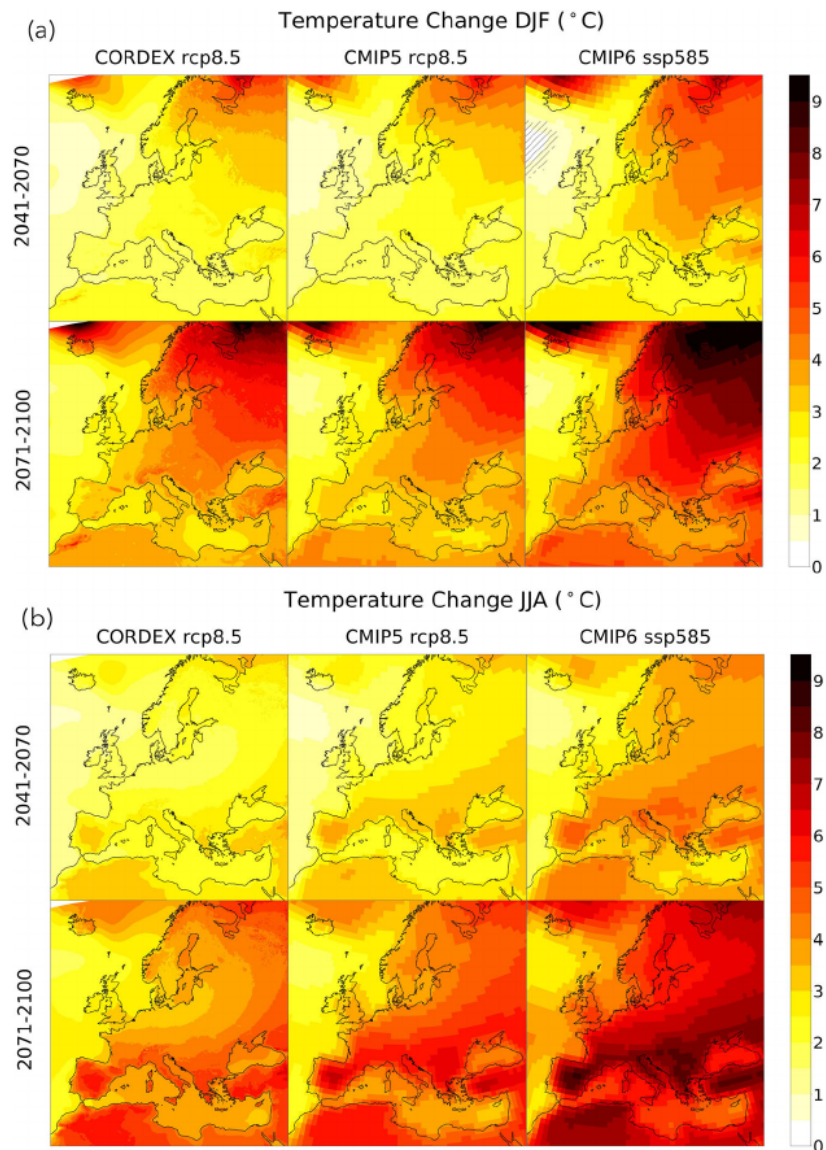 (a)
Temperature Change DJF (°C)
CORDEX rcp8.5
CMIP5 rcp8.5
CMIP6 ssp585
2041-2070
2071-2100
9
8
7
6
5
4
3
2
1
0
(b)
Temperature Change JJA (°C)
CORDEX rcp8.5
CMIP5 rcp8.5
CMIP6 ssp585
2041-2070
2071-2100
9
8
7
6
5
4
3
2
1
0